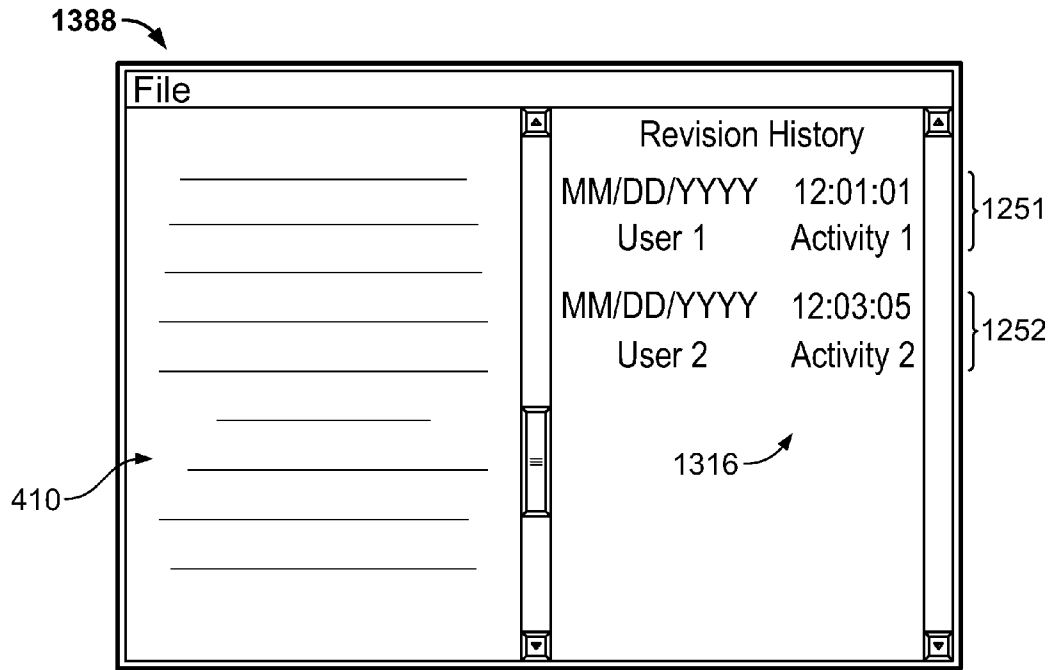 1388
File
Revision History
MM/DD/YYYY 12:01:01
User 1 Activity 1
1251
MM/DD/YYYY 12:03:05
User 2 Activity 2
1252
1316
410